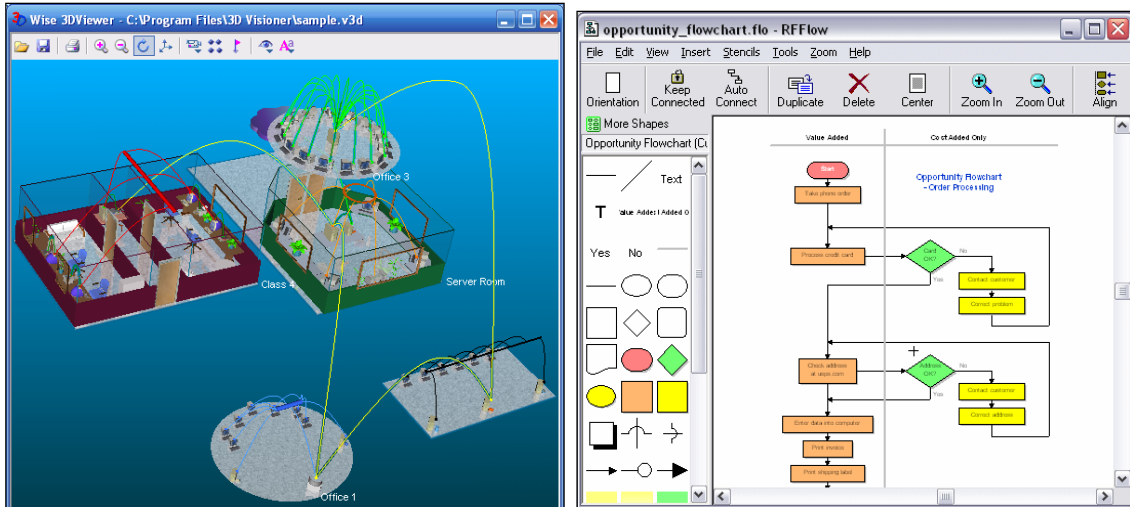 Wise 3DViewer - C:\Program Files\3D Visioner\sample.v3d
Office 3
Class 4
Server Room
Office 1
opportunity_flowchart.flo - RFFlow
File Edit View Insert Stencils Tools Zoom Help
Orientation
Keep Connected
Auto Connect
Duplicate
Delete
Center
Zoom In
Zoom Out
Align
More Shapes
Opportunity Flowchart (Cu
Text
T
Value Added
Added O
Yes No
Value Added
Cost Added Only
Opportunity Flowchart
- Order Processing
Start
Take phone order
Process credit card
Card
OK?
No
Yes
Contact customer
Correct problem
Check address
at usps.com
Address
OK?
No
Yes
Contact customer
Correct address
Enter data into computer
Print invoice
Print shipping label